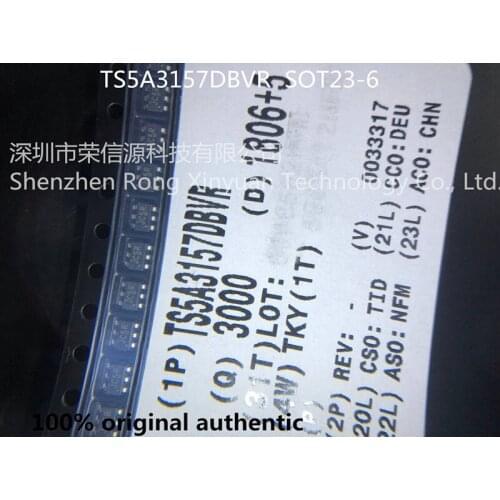 TS5A3157DBVR SOT23-6
深圳市荣信源科技有限公司
Shenzhen Rong Xinyuan Technology Co., Ltd.
(1P) TS5A3157DBVR
(Q) 3000 (D)
LOT:
(4W) TKY (1T)
(2P) REV: - (V) 0033317
(20L) CSO: TID (21L) CCO: DEU
(22L) ASO: NFM (23L) ACO: CHN
100% original authentic